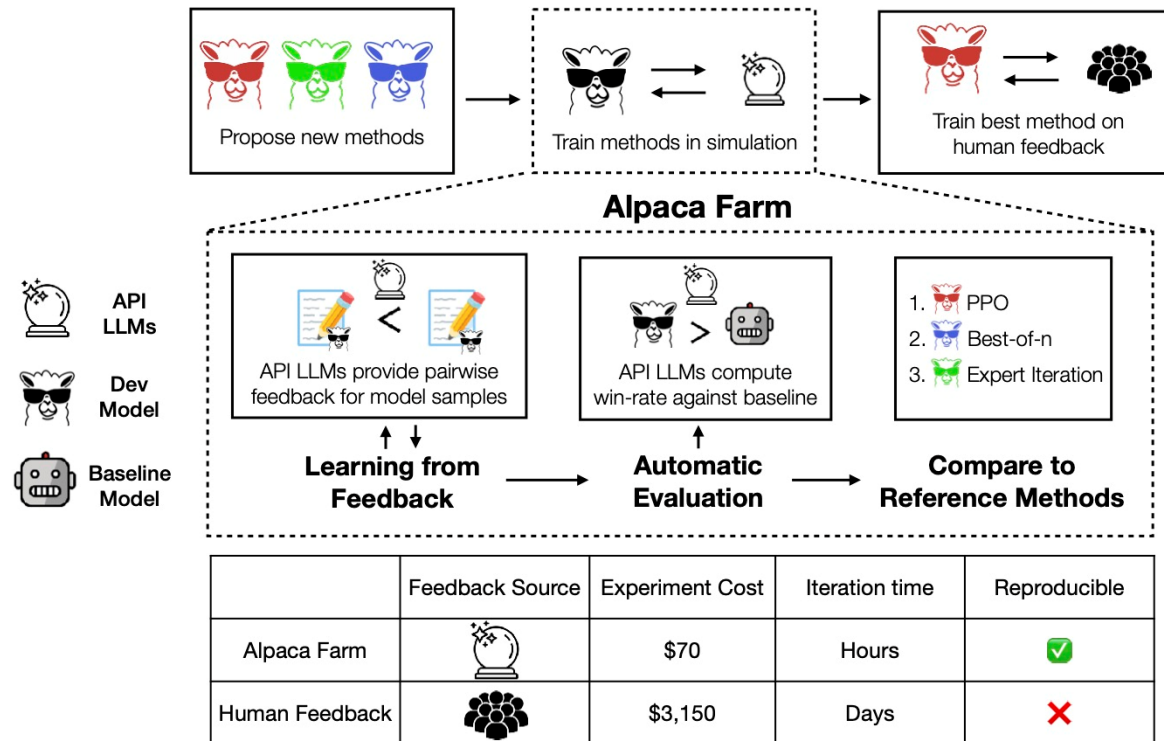 Propose new methods
Train methods in simulation
Train best method on
human feedback
Alpaca Farm
API
LLMs
Dev
Model
Baseline
Model
<
API LLMs provide pairwise
feedback for model samples
>
API LLMs compute
win-rate against baseline
1. PPO
2. Best-of-n
3. Expert Iteration
Learning from
Feedback
Automatic
Evaluation
Compare to
Reference Methods
Feedback Source Experiment Cost Iteration time Reproducible
Alpaca Farm $70 Hours
Human Feedback $3,150 Days